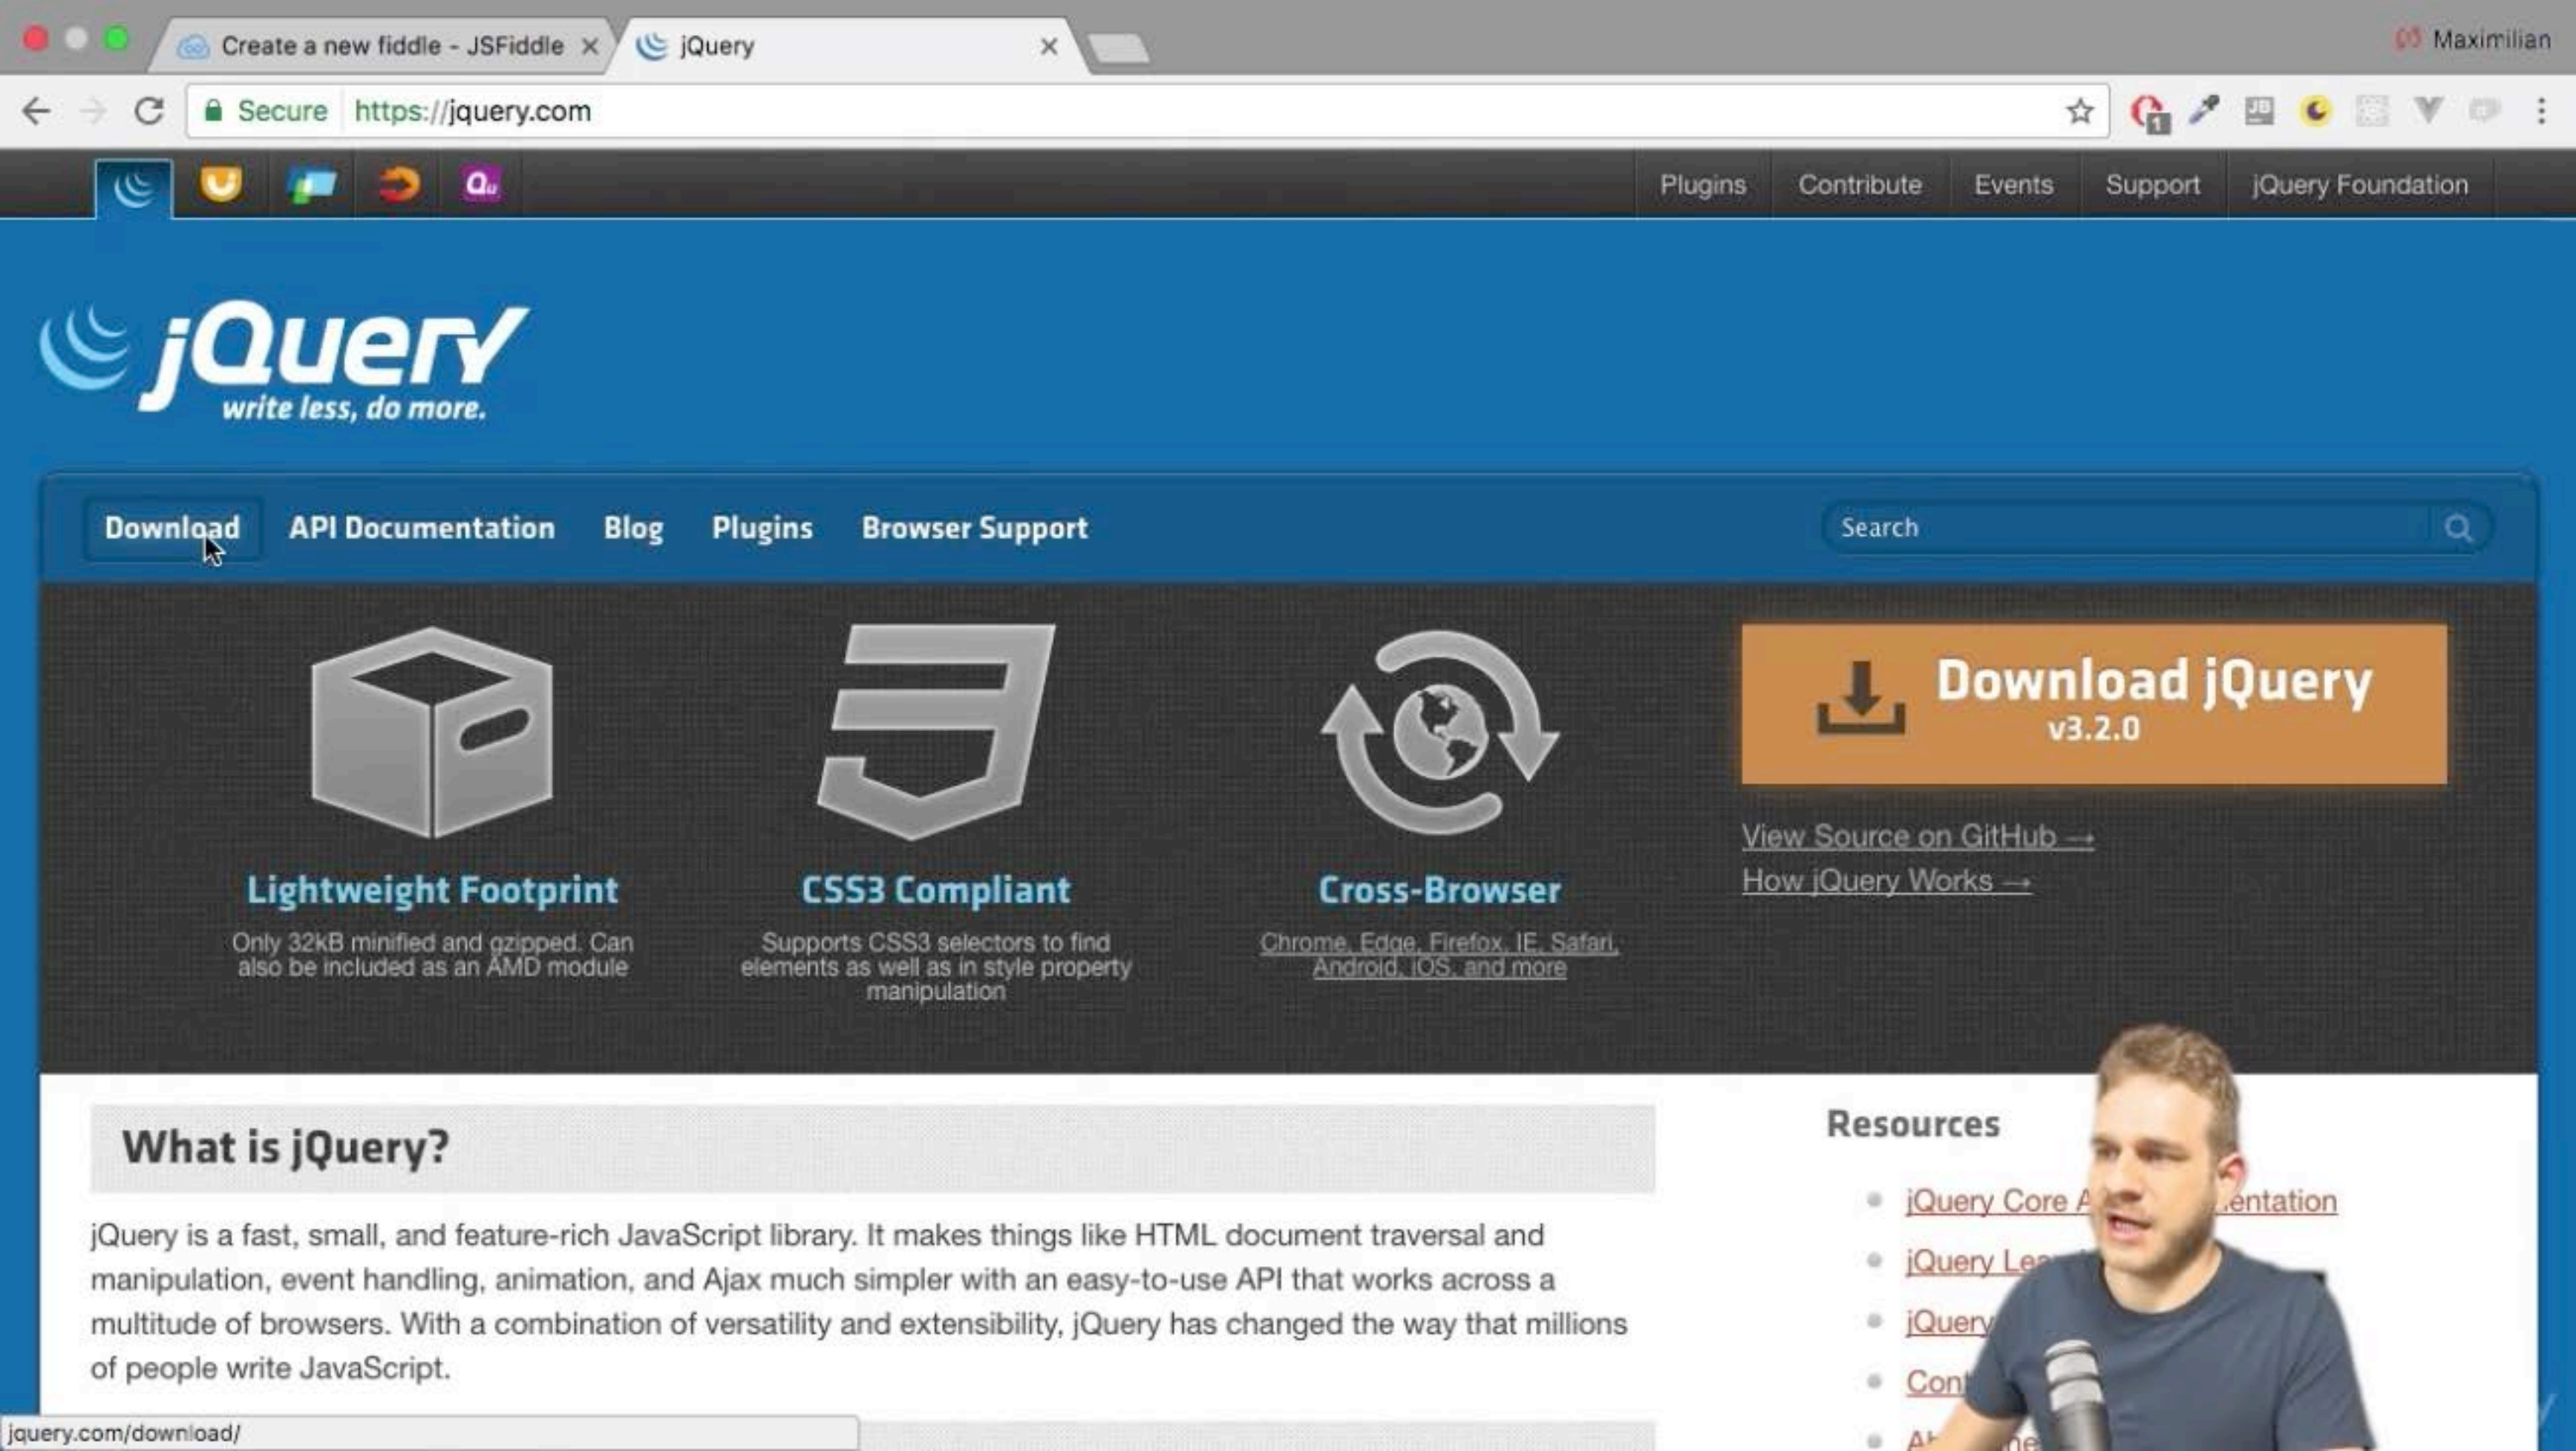 Create a new fiddle - JSFiddle
jQuery
Maximilian
Secure
https://jquery.com
Plugins
Contribute
Events
Support
jQuery Foundation
jQuery
write less, do more.
Download
API Documentation
Blog
Plugins
Browser Support
Search
Lightweight Footprint
Only 32kB minified and gzipped. Can
also be included as an AMD module
CSS3 Compliant
Supports CSS3 selectors to find
elements as well as in style property
manipulation
Cross-Browser
Chrome, Edge, Firefox, IE, Safari,
Android, iOS, and more
Download jQuery
v3.2.0
View Source on GitHub →
How jQuery Works →
What is jQuery?
jQuery is a fast, small, and feature-rich JavaScript library. It makes things like HTML document traversal and
manipulation, event handling, animation, and Ajax much simpler with an easy-to-use API that works across a
multitude of browsers. With a combination of versatility and extensibility, jQuery has changed the way that millions
of people write JavaScript.
Resources
jQuery Core
jQuery
jQuery
jquery.com/download/